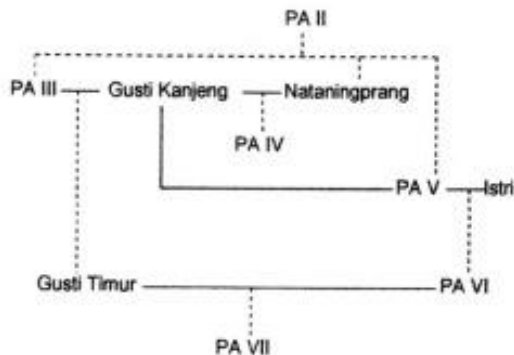 PA II
PA III Gusti Kanjeng Nataningprang
PA IV
PA V Istri
Gusti Timur PA VI
PA VII